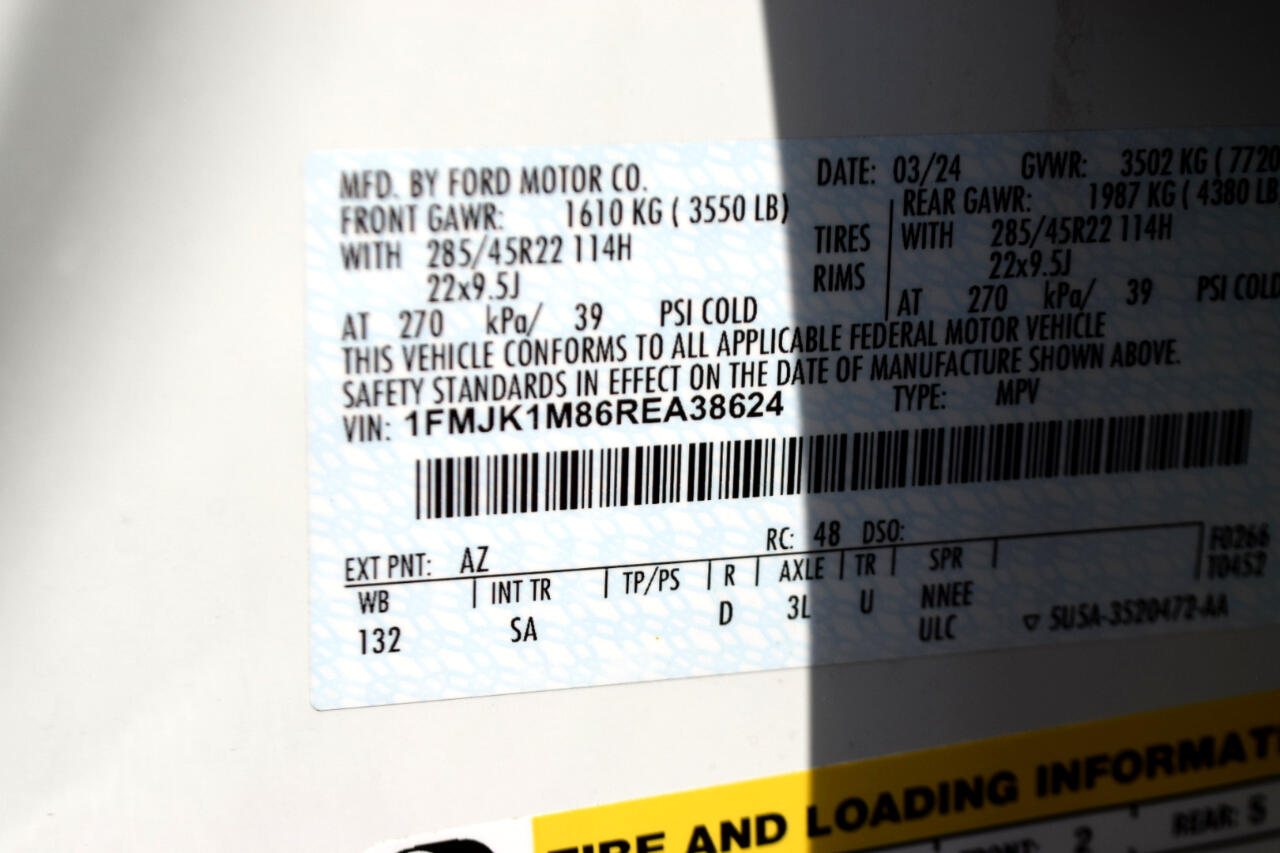 MFD. BY FORD MOTOR CO. DATE: 03/24 GVWR: 3502 KG ( 7720
FRONT GAWR: 1610 KG ( 3550 LB) REAR GAWR: 1987 KG ( 4380 LB
WITH 285/45R22 114H TIRES WITH 285/45R22 114H
22x9.5J RIMS 22x9.5J
AT 270 kPa/ 39 PSI COLD AT 270 kPa/ 39 PSI COLD
THIS VEHICLE CONFORMS TO ALL APPLICABLE FEDERAL MOTOR VEHICLE
SAFETY STANDARDS IN EFFECT ON THE DATE OF MANUFACTURE SHOWN ABOVE.
VIN: 1FMJK1M86REA38624 TYPE: MPV
EXT PNT: AZ RC: 48 DSO: F0266
WB INT TR TP/PS R AXLE TR SPR T0452
132 SA D 3L U NNEE
ULC ▽ SU5A-3520472-AA
TIRE AND LOADING INFORMAT
FRONT: 2 REAR: 5